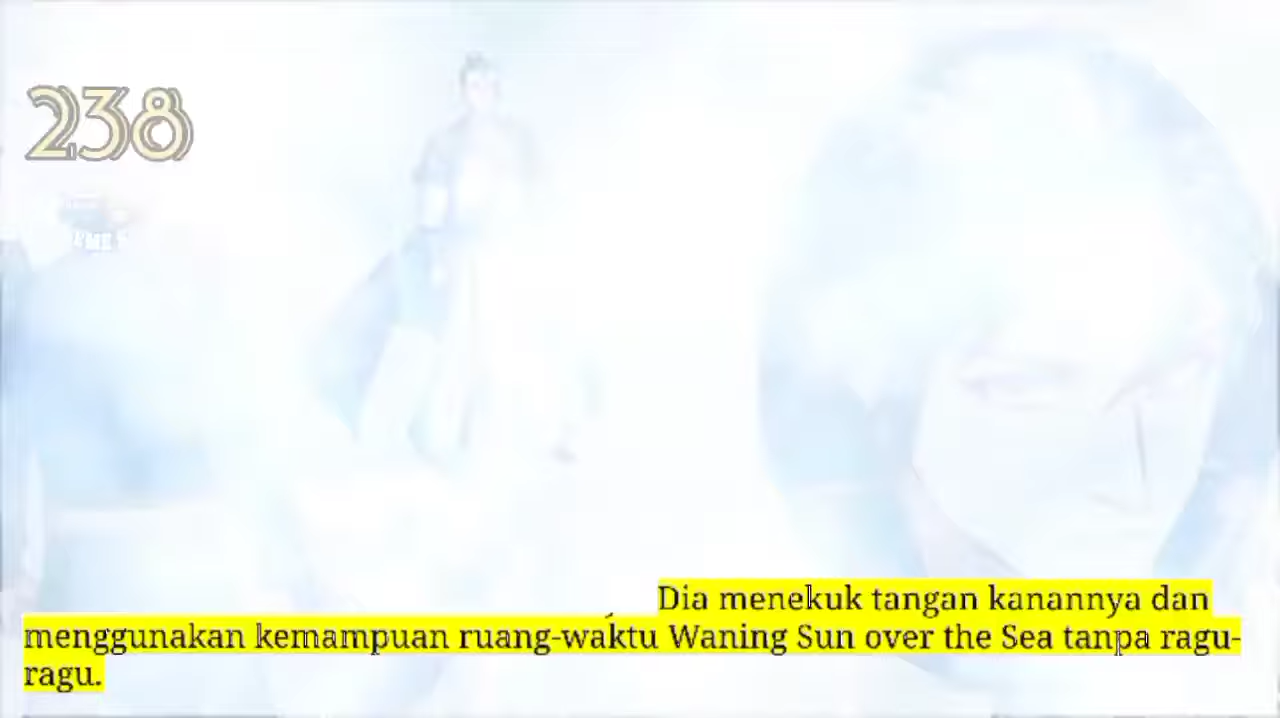 238
Dia menekuk tangan kanannya dan
menggunakan kemampuan ruang-waktu Waning Sun over the Sea tanpa ragu-
ragu.